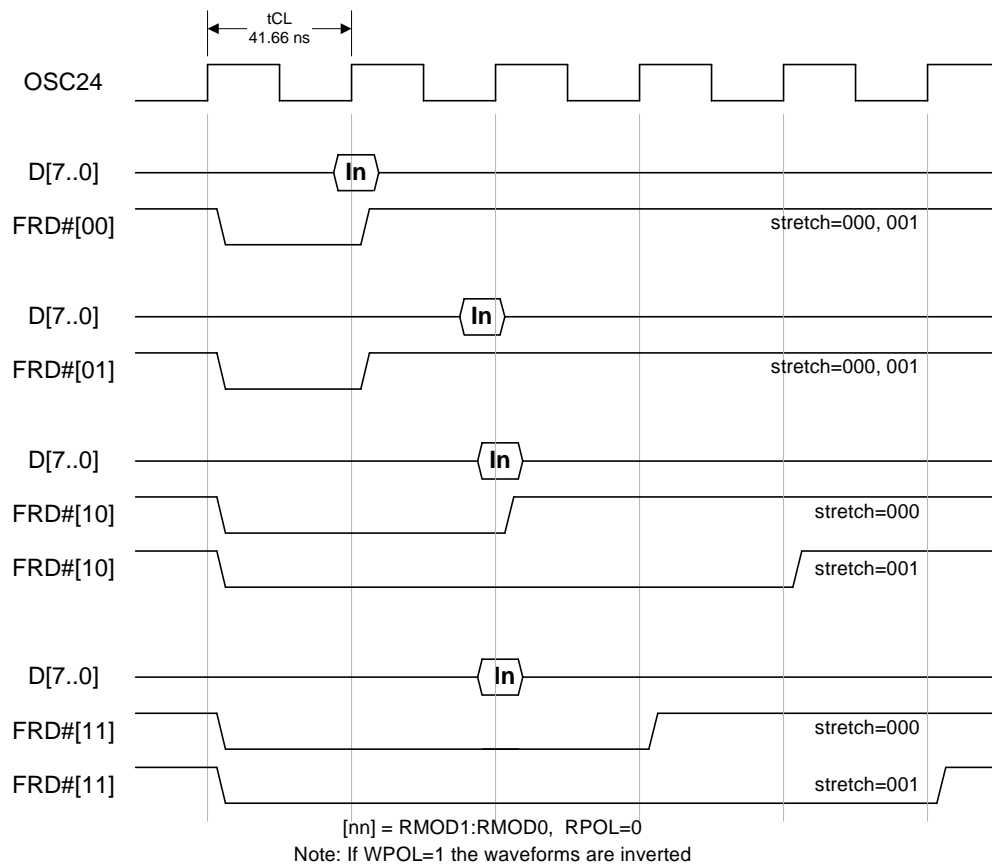 tCL
41.66 ns
OSC24
D[7..0]
In
FRD#[00]
stretch=000, 001
D[7..0]
In
FRD#[01]
stretch=000, 001
D[7..0]
In
FRD#[10]
stretch=000
FRD#[10]
stretch=001
D[7..0]
In
FRD#[11]
stretch=000
FRD#[11]
stretch=001
[nn] = RMOD1:RMOD0, RPOL=0
Note: If WPOL=1 the waveforms are inverted